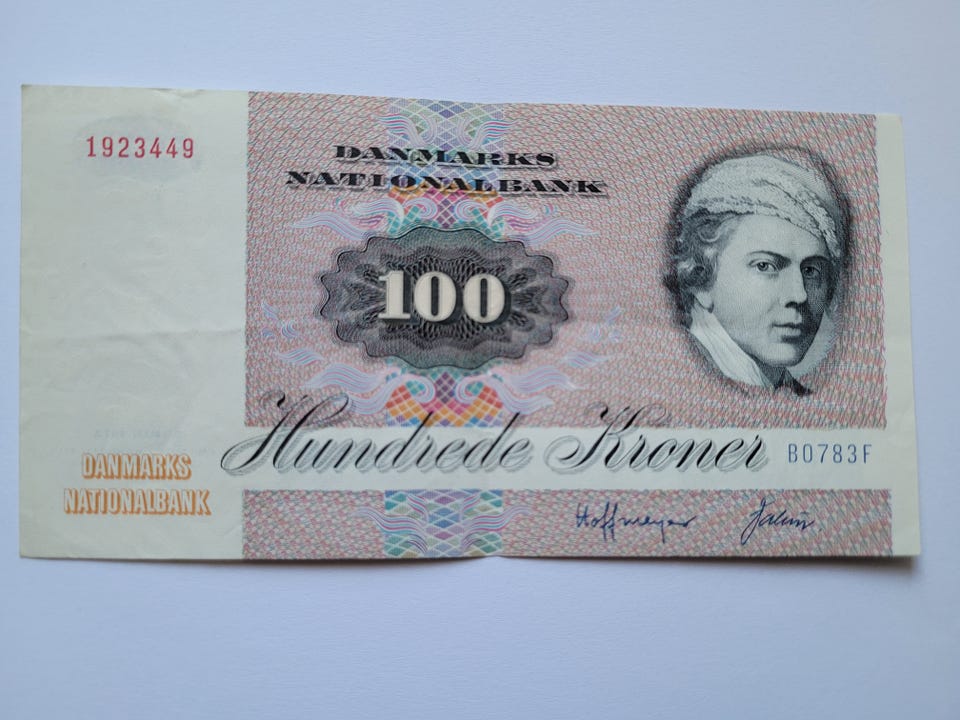 1923449
DANMARKS
NATIONALBANK
100
Hundrede Kroner
B0783F
DANMARKS
NATIONALBANK
Hoffmeyer